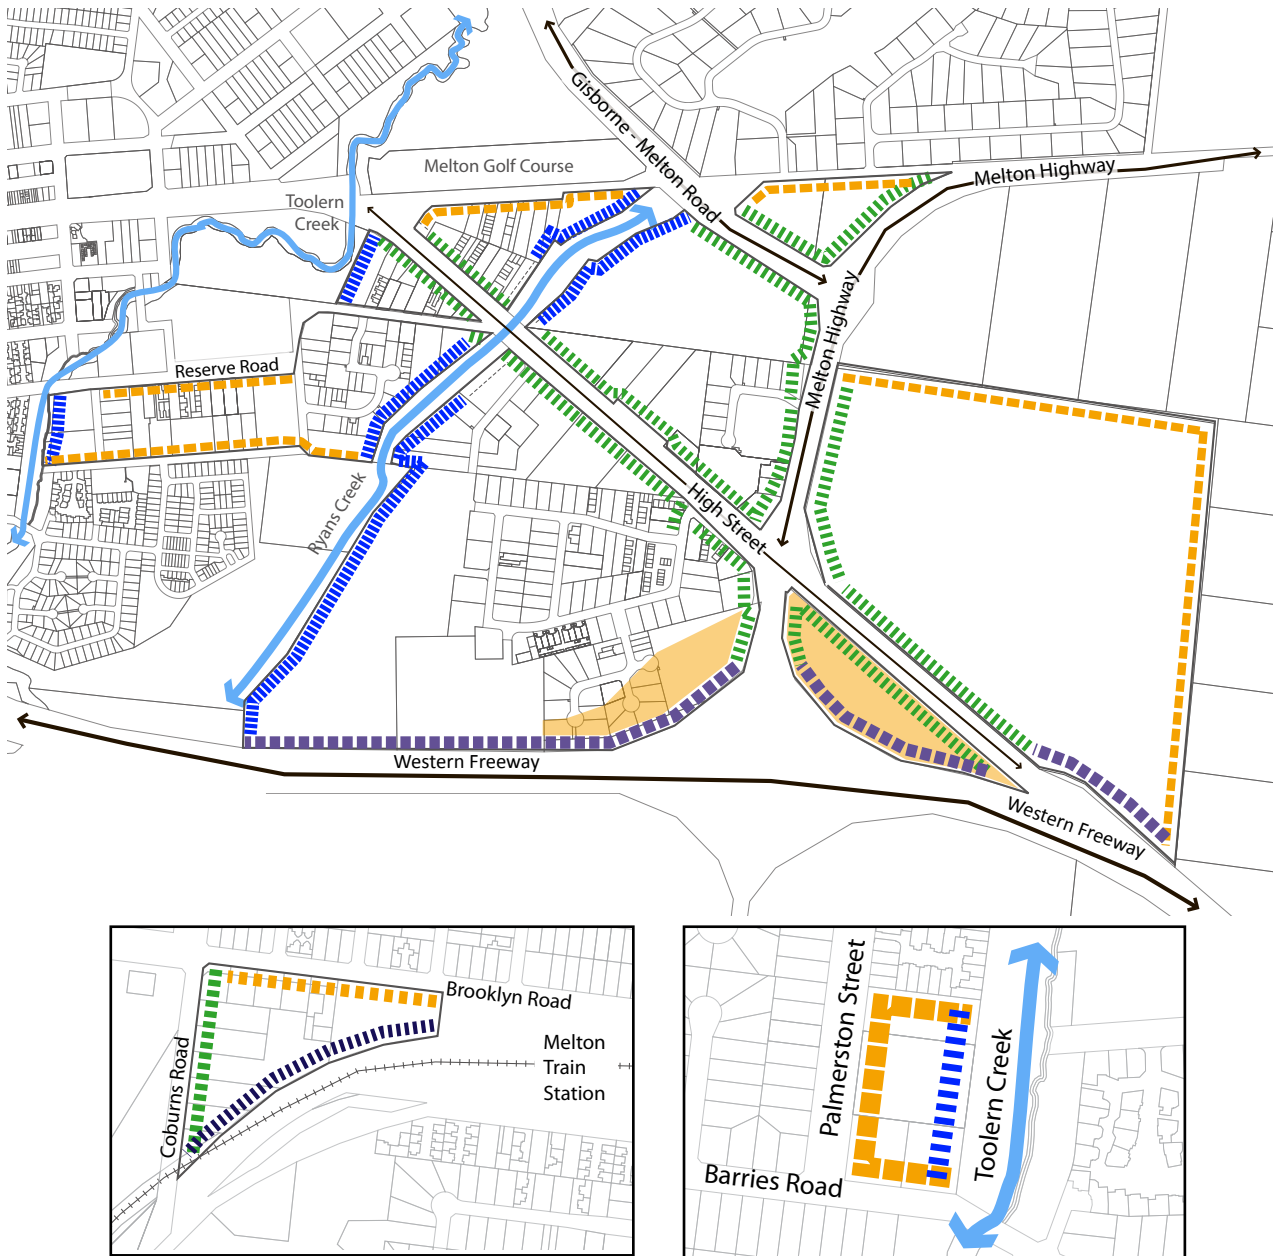 Gisborne - Melton Road
Melton Golf Course
Melton Highway
Toolern
Creek
Melton Highway
Reserve Road
High Street
Ryans Creek
Western Freeway
Western Freeway
Brooklyn Road
Coburns Road
Melton
Train
Station
Palmerston Street
Toolern Creek
Barries Road